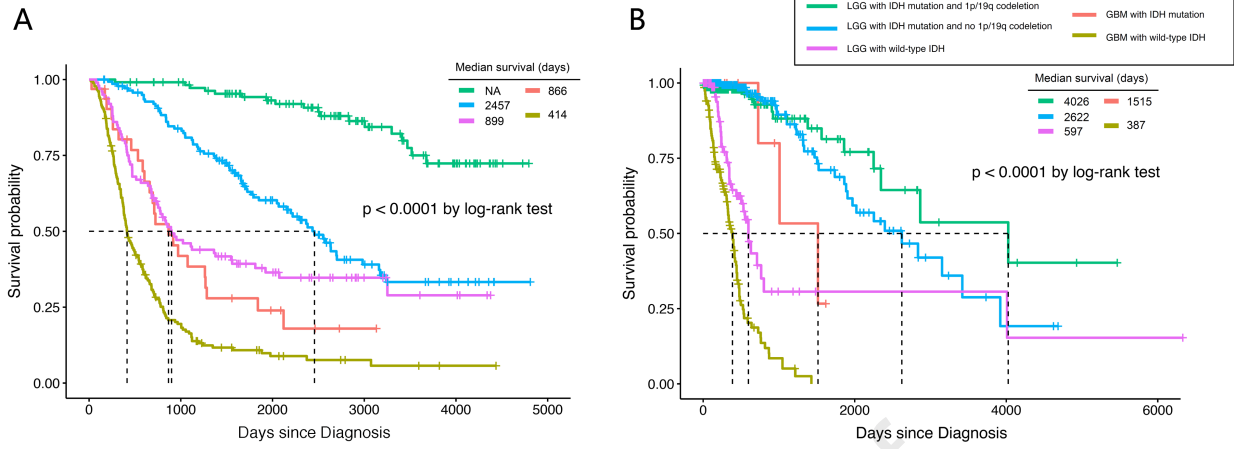 A
Median survival (days)
NA 866
2457
899 414
p < 0.0001 by log-rank test
Survival probability
1.00
0.75
0.50
0.25
0.00
0 1000 2000 3000 4000 5000
Days since Diagnosis
B
LGG with IDH mutation and 1p/19q codeletion
LGG with IDH mutation and no 1p/19q codeletion
LGG with wild-type IDH
GBM with IDH mutation
GBM with wild-type IDH
Median survival (days)
4026 1515
2622
597 387
p < 0.0001 by log-rank test
Survival probability
1.00
0.75
0.50
0.25
0.00
0 2000 4000 6000
Days since Diagnosis